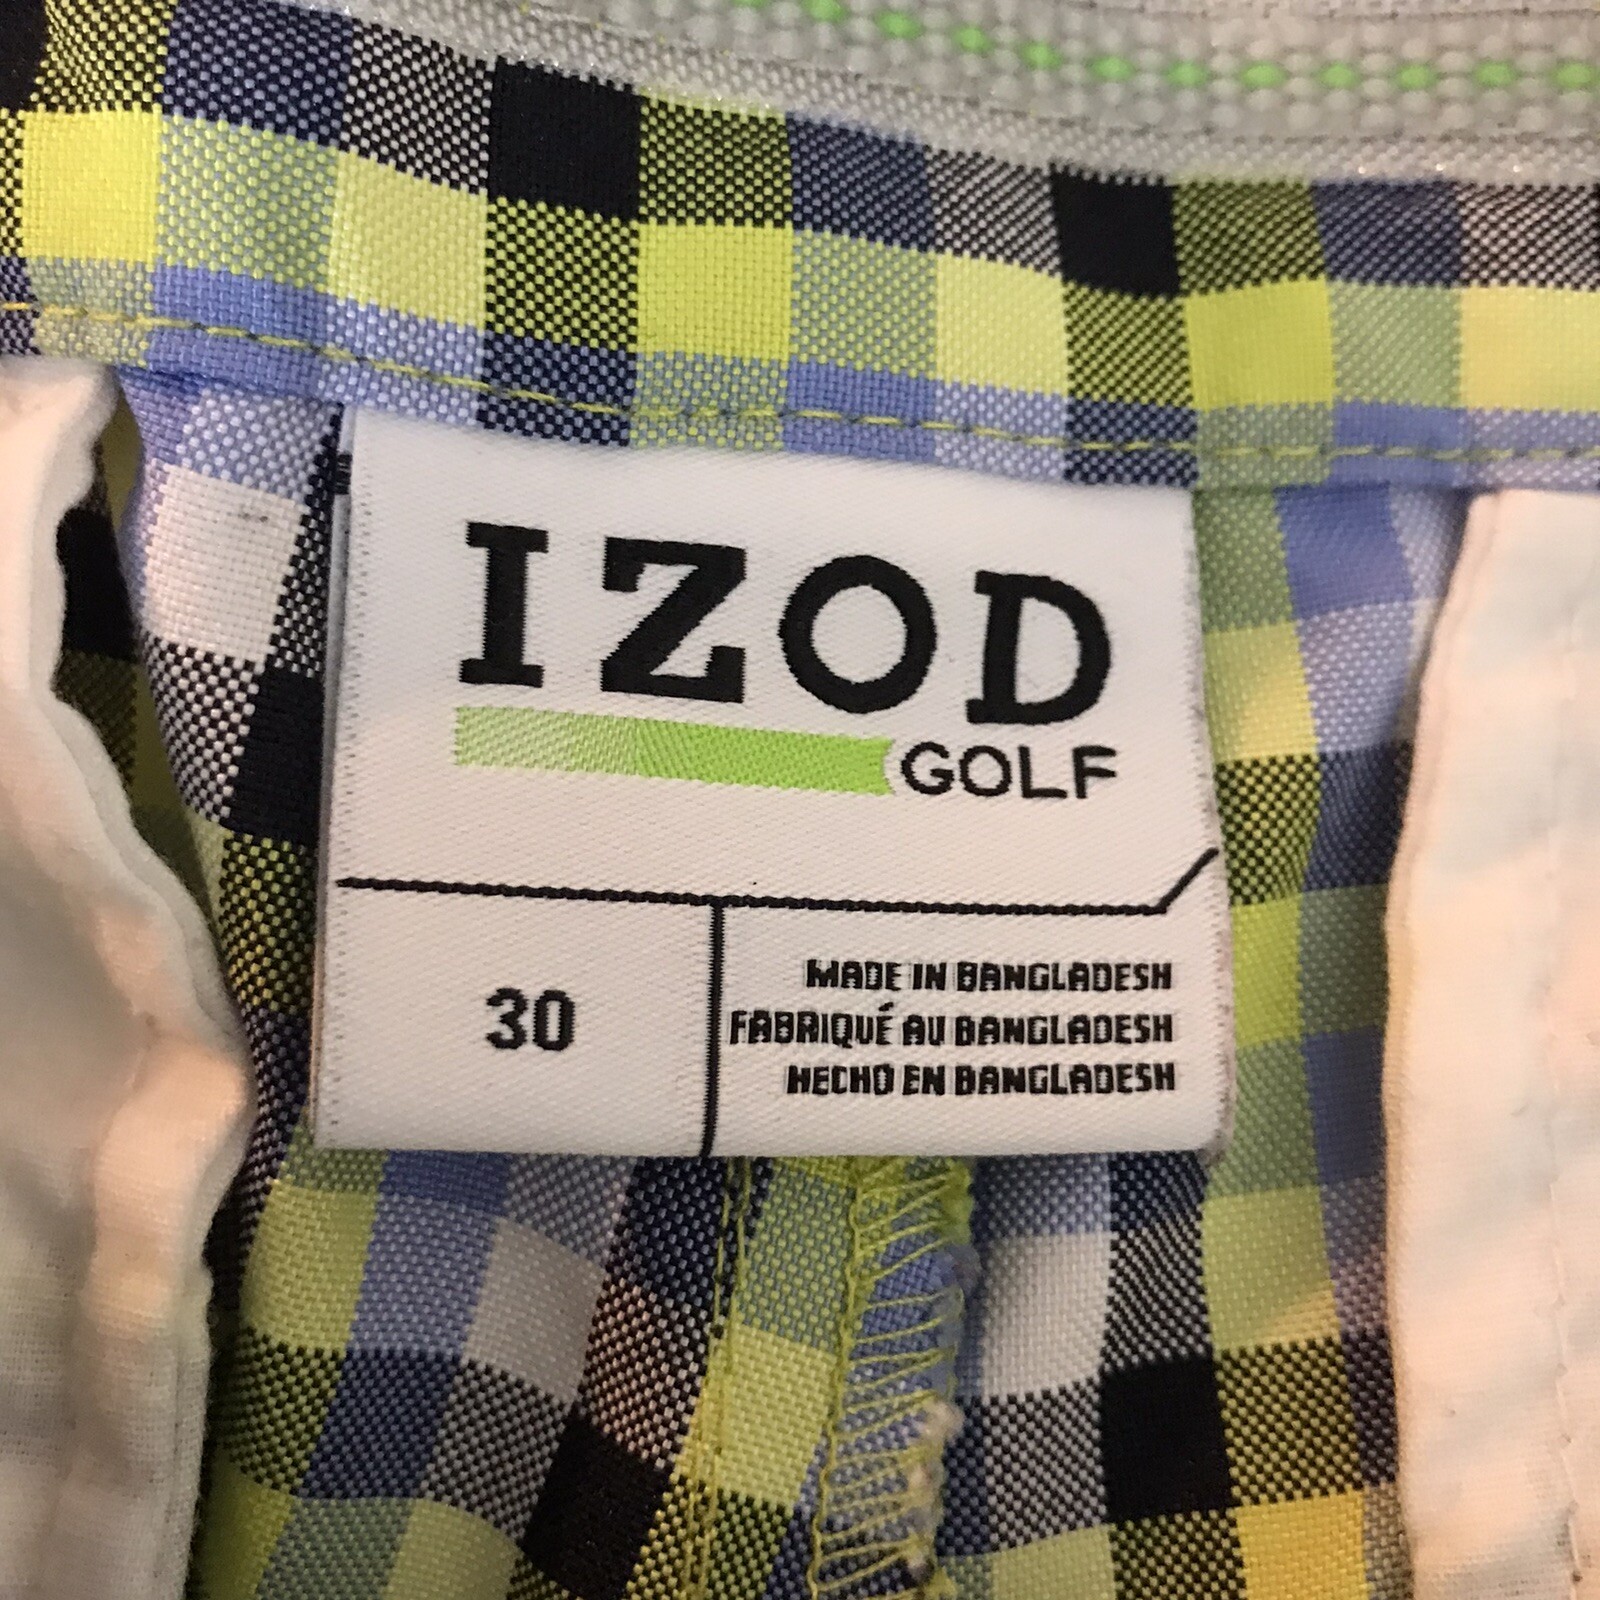 IZOD
GOLF
30
MADE IN BANGLADESH
FABRIQUÉ AU BANGLADESH
HECHO EN BANGLADESH